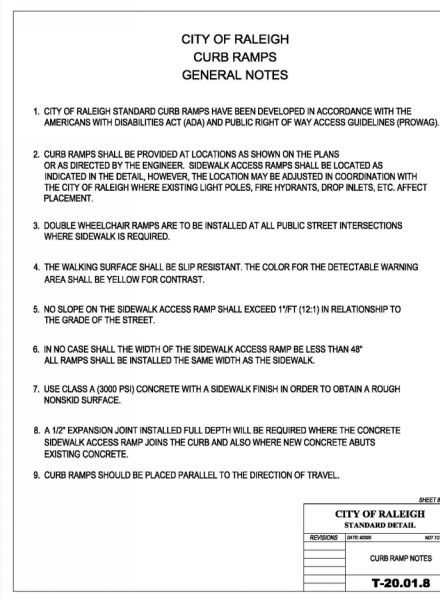 CITY OF RALEIGH
CURB RAMPS
GENERAL NOTES
1. CITY OF RALEIGH STANDARD CURB RAMPS HAVE BEEN DEVELOPED IN ACCORDANCE WITH THE
AMERICANS WITH DISABILITIES ACT (ADA) AND PUBLIC RIGHT OF WAY ACCESS GUIDELINES (PROWAG).
2. CURB RAMPS SHALL BE PROVIDED AT LOCATIONS AS SHOWN ON THE PLANS
OR AS DIRECTED BY THE ENGINEER. SIDEWALK ACCESS RAMPS SHALL BE LOCATED AS
INDICATED IN THE DETAIL, HOWEVER, THE LOCATION MAY BE ADJUSTED IN COORDINATION WITH
THE CITY OF RALEIGH WHERE EXISTING LIGHT POLES, FIRE HYDRANTS, DROP INLETS, ETC. AFFECT
PLACEMENT.
3. DOUBLE WHEELCHAIR RAMPS ARE TO BE INSTALLED AT ALL PUBLIC STREET INTERSECTIONS
WHERE SIDEWALK IS REQUIRED.
4. THE WALKING SURFACE SHALL BE SLIP RESISTANT. THE COLOR FOR THE DETECTABLE WARNING
AREA SHALL BE YELLOW FOR CONTRAST.
5. NO SLOPE ON THE SIDEWALK ACCESS RAMP SHALL EXCEED 1"/FT (12:1) IN RELATIONSHIP TO
THE GRADE OF THE STREET.
6. IN NO CASE SHALL THE WIDTH OF THE SIDEWALK ACCESS RAMP BE LESS THAN 48"
ALL RAMPS SHALL BE INSTALLED THE SAME WIDTH AS THE SIDEWALK.
7. USE CLASS A (3000 PSI) CONCRETE WITH A SIDEWALK FINISH IN ORDER TO OBTAIN A ROUGH
NONSKID SURFACE.
8. A 1/2" EXPANSION JOINT INSTALLED FULL DEPTH WILL BE REQUIRED WHERE THE CONCRETE
SIDEWALK ACCESS RAMP JOINS THE CURB AND ALSO WHERE NEW CONCRETE ABUTS
EXISTING CONCRETE.
9. CURB RAMPS SHOULD BE PLACED PARALLEL TO THE DIRECTION OF TRAVEL.
SHEET 8
CITY OF RALEIGH
STANDARD DETAIL
REVISIONS DATE: NOT TO
CURB RAMP NOTES
T-20.01.8